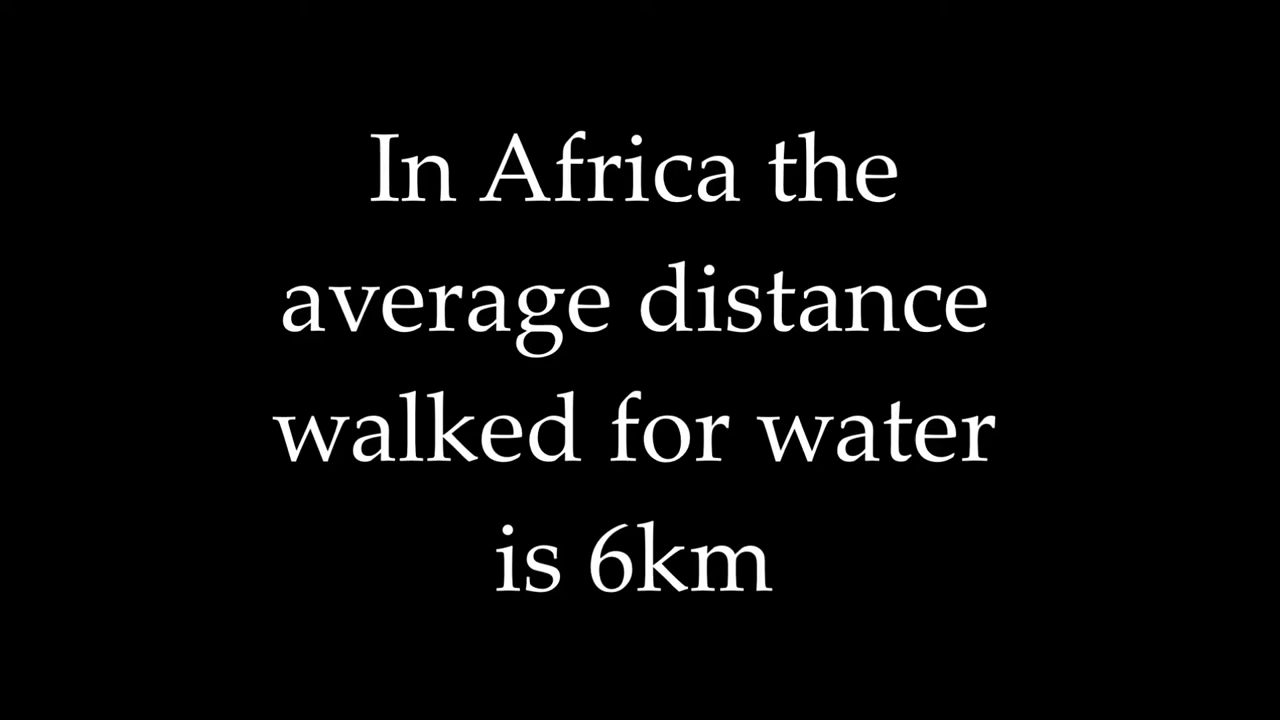 In Africa the
average distance
walked for water
is 6km